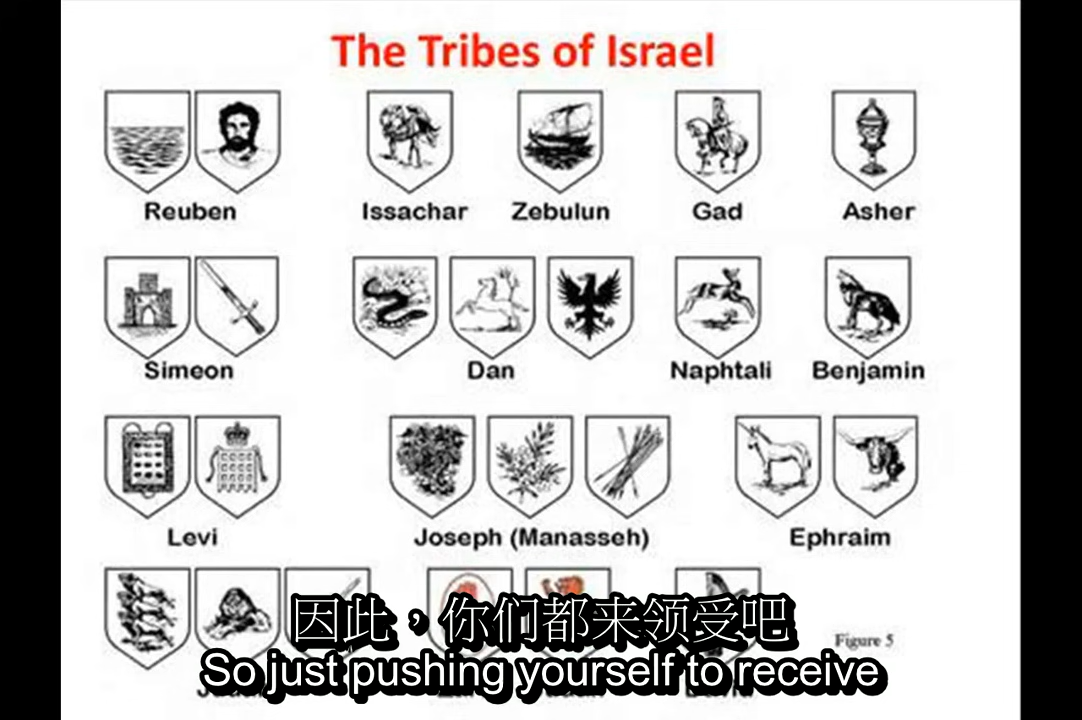 The Tribes of Israel
Reuben Issachar Zebulun Gad Asher
Simeon Dan Naphtali Benjamin
Levi Joseph (Manasseh) Ephraim
Figure 5
因此，你们都来领受吧
So just pushing yourself to receive